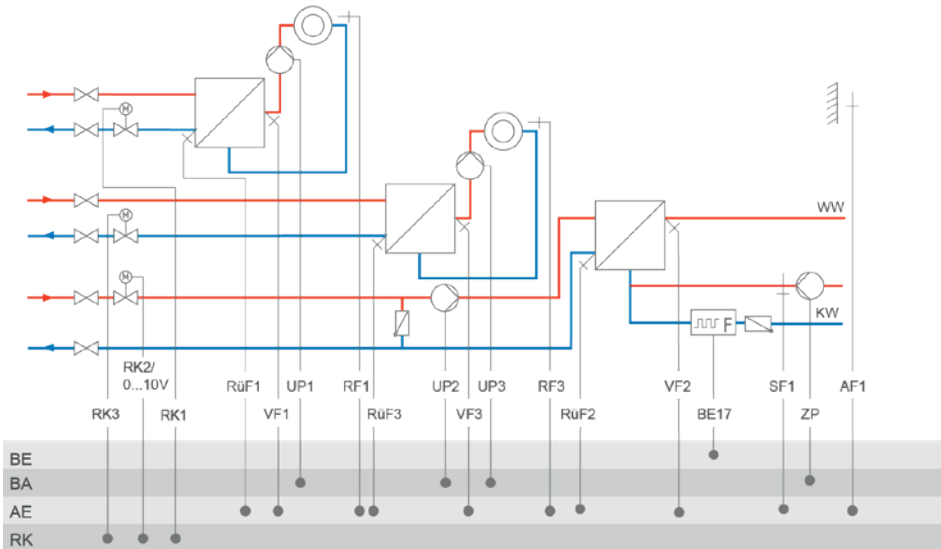 M
M
WW
M
F
KW
RK2/
0...10V
RüF1
UP1
RF1
UP2
UP3
RF3
VF2
SF1
AF1
RK3
RK1
VF1
RüF3
VF3
RüF2
BE17
ZP
BE
BA
AE
RK